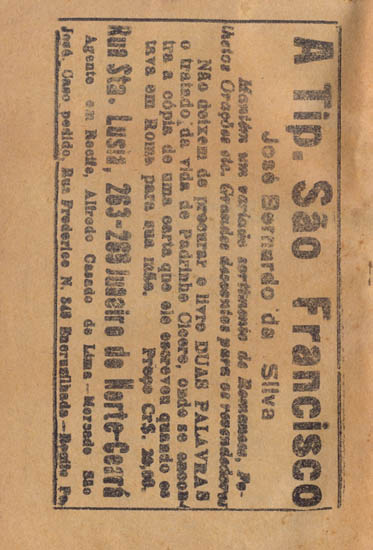 A Tip. São Francisco
José Bernardo da Silva
Mantém um variado sortimento de Romances, Fo-
lhetos Orações etc. Grandes descontos para os revendedores
Não deixem de procurar o livro DUAS PALAVRAS
o tratado da vida de Padrinho Cicero, onde se encon-
tra a cópia de uma carta que ele escreveu quando es
tava em Roma para sua mãe. Preço Cr$. 20,00.
Rua Sta. Lusia, 263-269 Juazeiro do Norte-Ceará
Agente em Recife, Alfredo Casado de Lima — Mercado São
José. Caso pedido, Rua Frederico N. 348 Encruzilhada — Recife Pe.